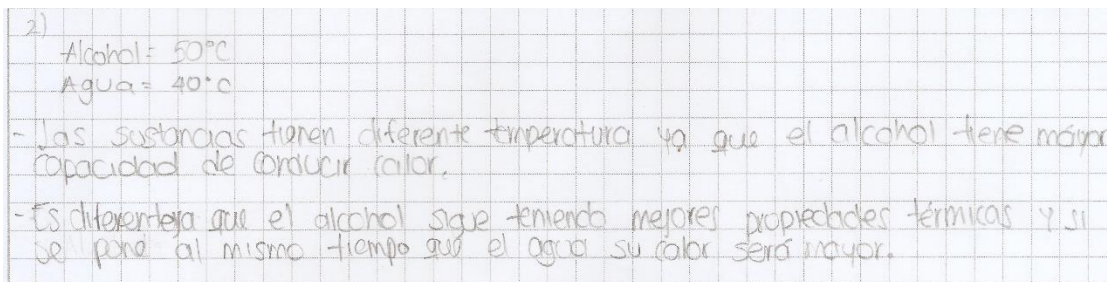 2)
Alcohol= 50°C
Agua= 40°C
- Las sustancias tienen diferente temperatura ya que el alcohol tiene mayor
capacidad de conducir calor.
- Es diferente ya que el alcohol sigue teniendo mejores propiedades térmicas y si
se pone al mismo tiempo que el agua su calor será mayor.